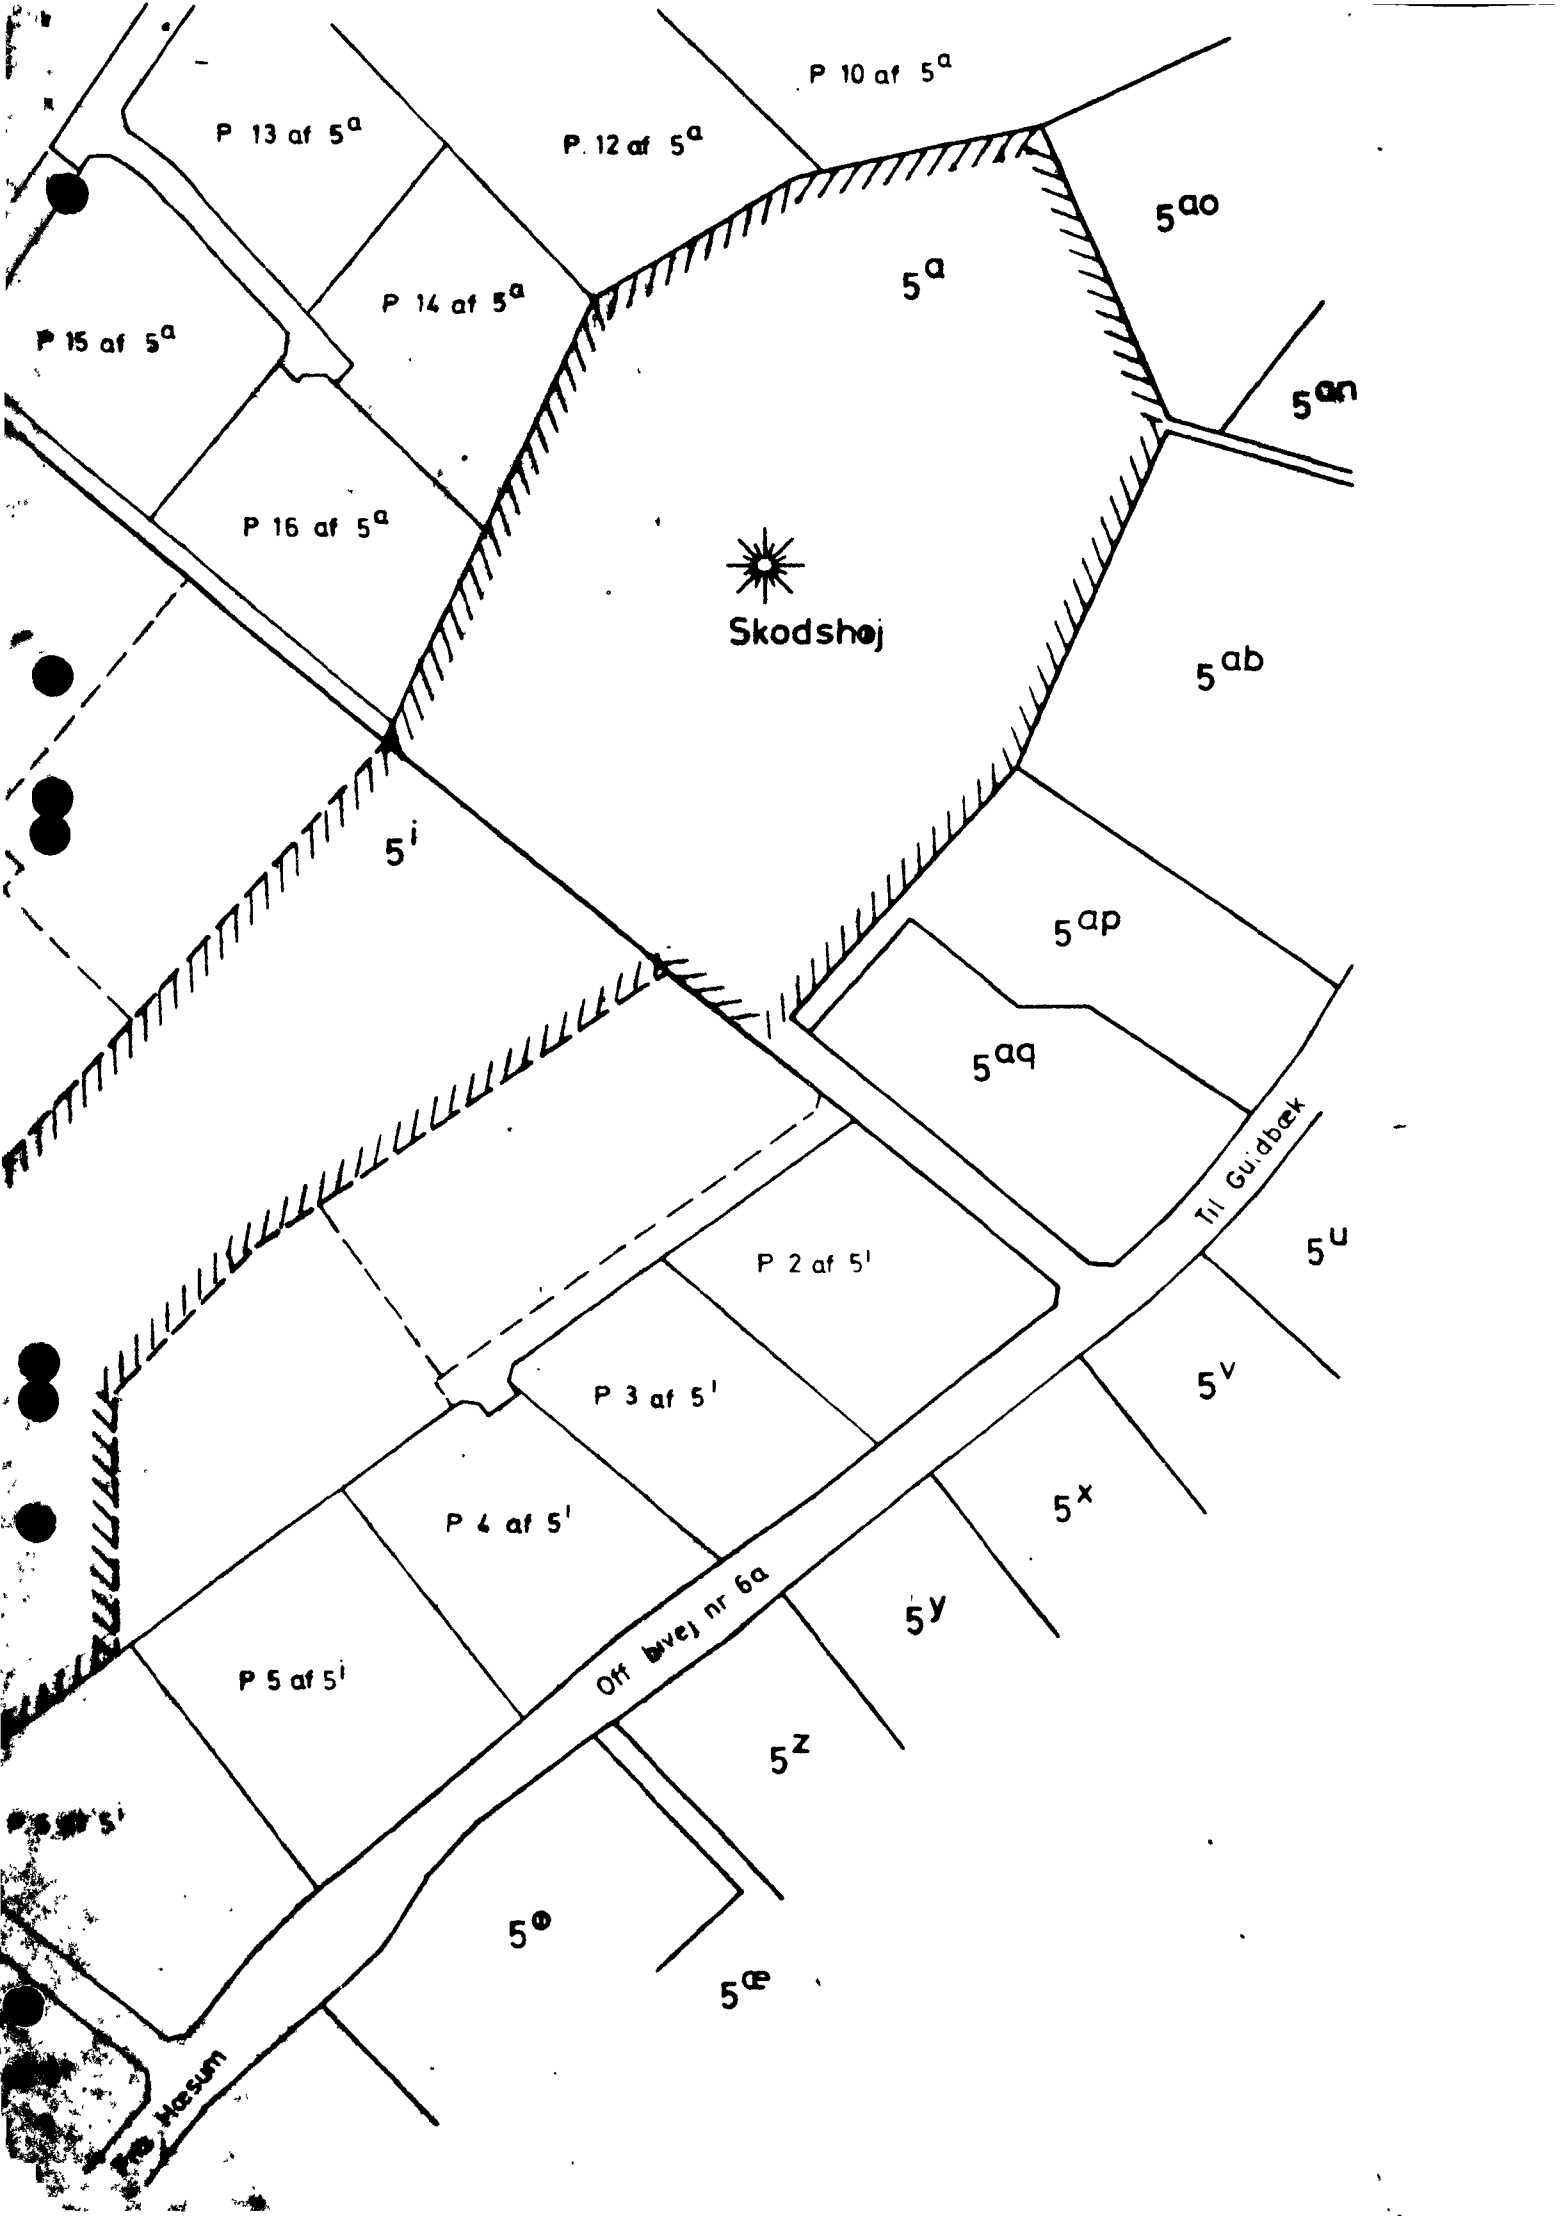 P 10 af 5a
P 13 af 5a
P. 12 af 5a
5ao
5a
P 14 af 5a
P 15 af 5a
5an
P 16 af 5a
Skodshøj
5ab
5i
5ap
5aq
Til Guldbæk
5u
P 2 af 5i
5v
P 3 af 5i
5x
P 4 af 5i
Off bivej nr 6a
5y
P 5 af 5i
5z
5i
5ø
5æ
Hæsum